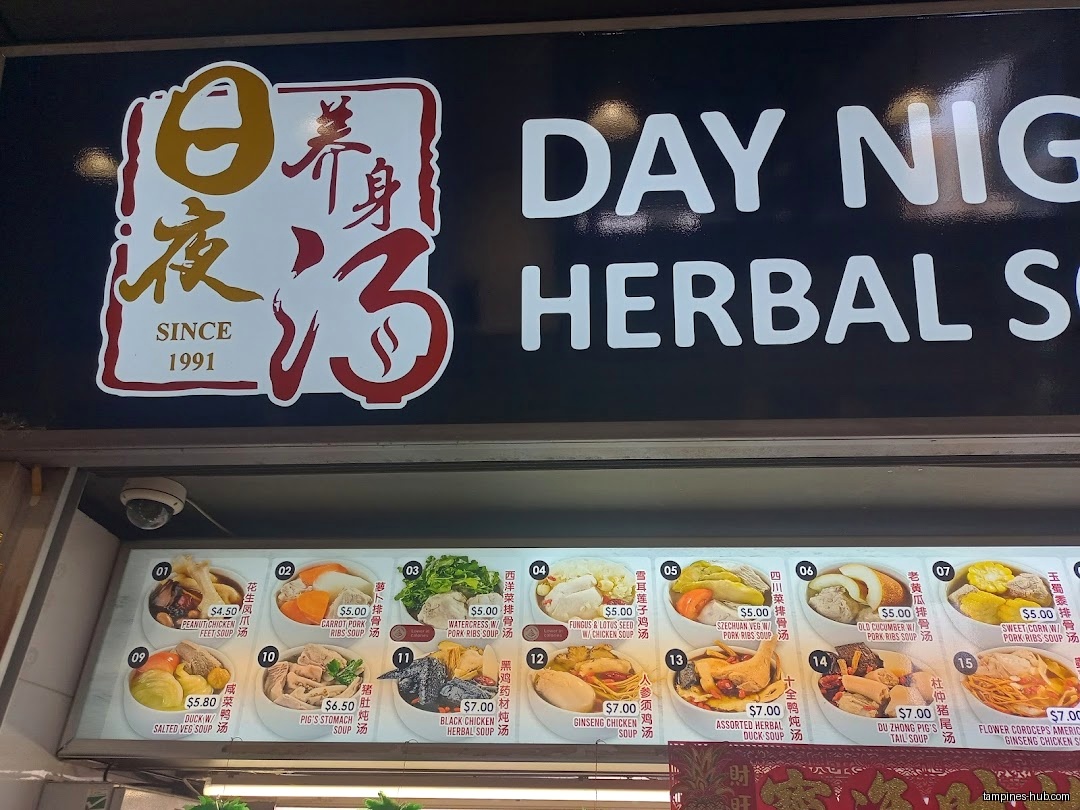 日夜
养身
汤
SINCE
1991
DAY NIG
HERBAL S
01
花生凤爪汤
$4.50
PEANUT CHICKEN
FEET SOUP
02
萝卜排骨汤
$5.00
CARROT PORK
RIBS SOUP
03
西洋菜排骨汤
$5.00
WATERCRESS W/
PORK RIBS SOUP
04
雪耳莲子鸡汤
$5.00
FUNGUS & LOTUS SEED
W/ CHICKEN SOUP
05
四川菜排骨汤
$5.00
SZECHUAN VEG W/
PORK RIBS SOUP
06
老黄瓜排骨汤
$5.00
OLD CUCUMBER W/
PORK RIBS SOUP
07
玉蜀黍排骨汤
$5.00
SWEET CORN W/
PORK RIBS SOUP
09
咸菜鸭汤
$5.80
DUCK W/
SALTED VEG SOUP
10
猪肚炖汤
$6.50
PIG'S STOMACH
SOUP
11
黑鸡药材炖汤
$7.00
BLACK CHICKEN
HERBAL SOUP
12
人参须鸡汤
$7.00
GINSENG CHICKEN
SOUP
13
十全鸭炖汤
$7.00
ASSORTED HERBAL
DUCK SOUP
14
杜仲猪尾汤
$7.00
DU ZHONG PIG'S
TAIL SOUP
15
$7.00
FLOWER CORDCEPS AMERIC
GINSENG CHICKEN S
財
tampines-hub.com